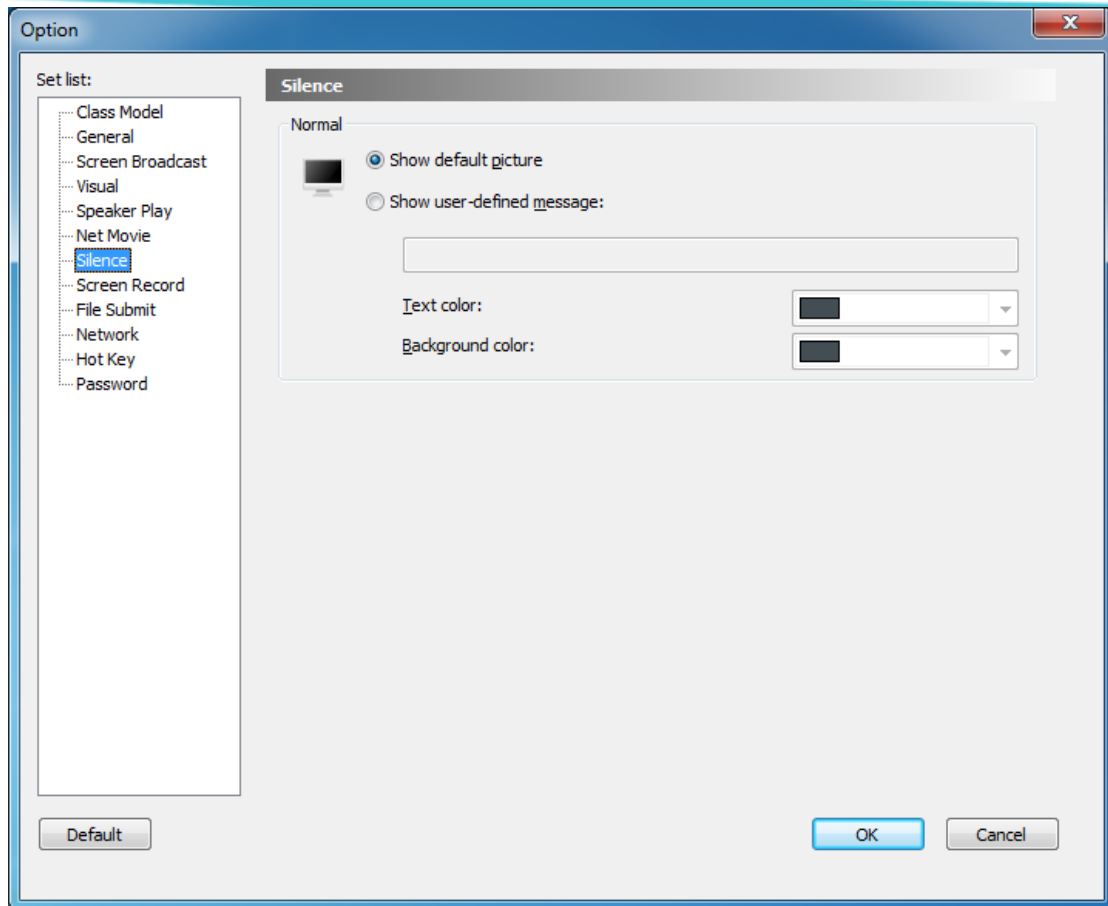 Option
Set list:
Class Model
General
Screen Broadcast
Visual
Speaker Play
Net Movie
Silence
Screen Record
File Submit
Network
Hot Key
Password
Silence
Normal
Show default picture
Show user-defined message:
Text color:
Background color:
Default
OK
Cancel